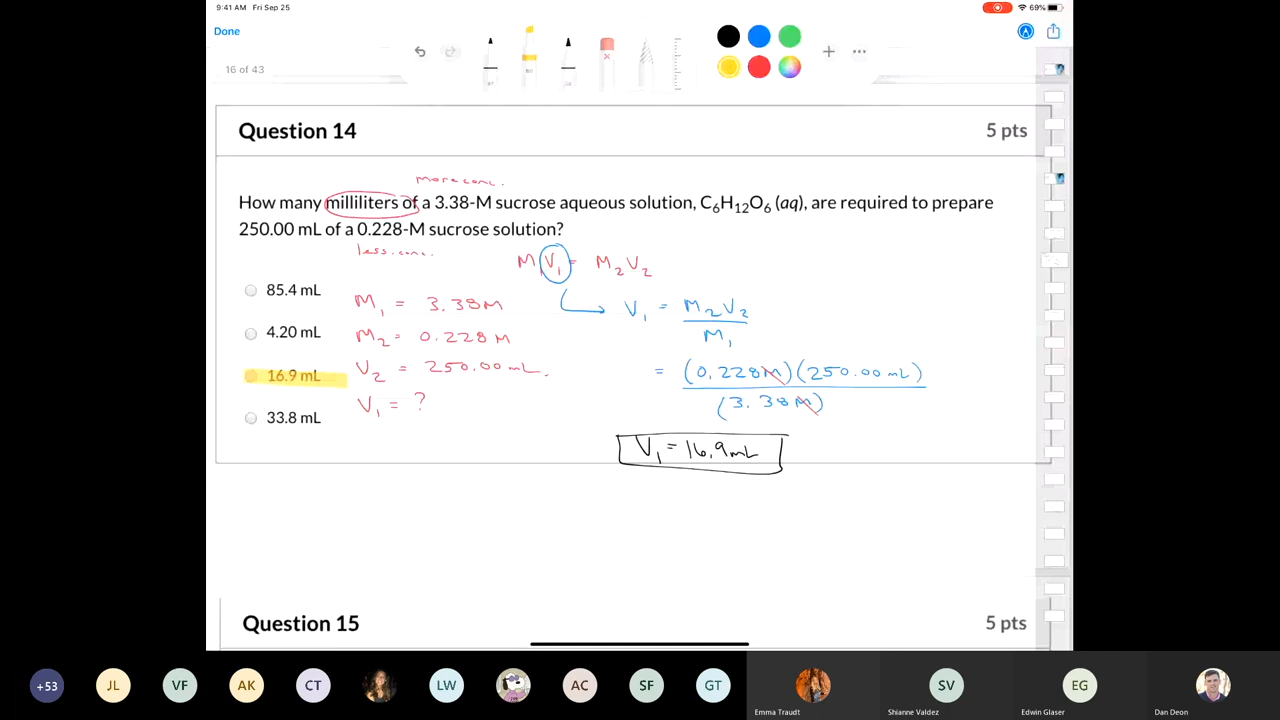 9:41 AM Fri Sep 25
69%
Done
16 of 43
Question 14
5 pts
more conc.
How many milliliters of a 3.38-M sucrose aqueous solution, C₆H₁₂O₆ (aq), are required to prepare
250.00 mL of a 0.228-M sucrose solution?
less. conc.
M₁V₁ = M₂V₂
85.4 mL
4.20 mL
16.9 mL
33.8 mL
M₁ = 3.38M
M₂ = 0.228 M
V₂ = 250.00 mL.
V₁ = ?
V₁ = M₂V₂
M₁
= (0.228M)(250.00 mL)
(3.38M)
V₁ = 16.9mL
Question 15
5 pts
+53
JL
VF
AK
CT
LW
AC
SF
GT
SV
EG
Emma Traudt
Shianne Valdez
Edwin Glaser
Dan Deon